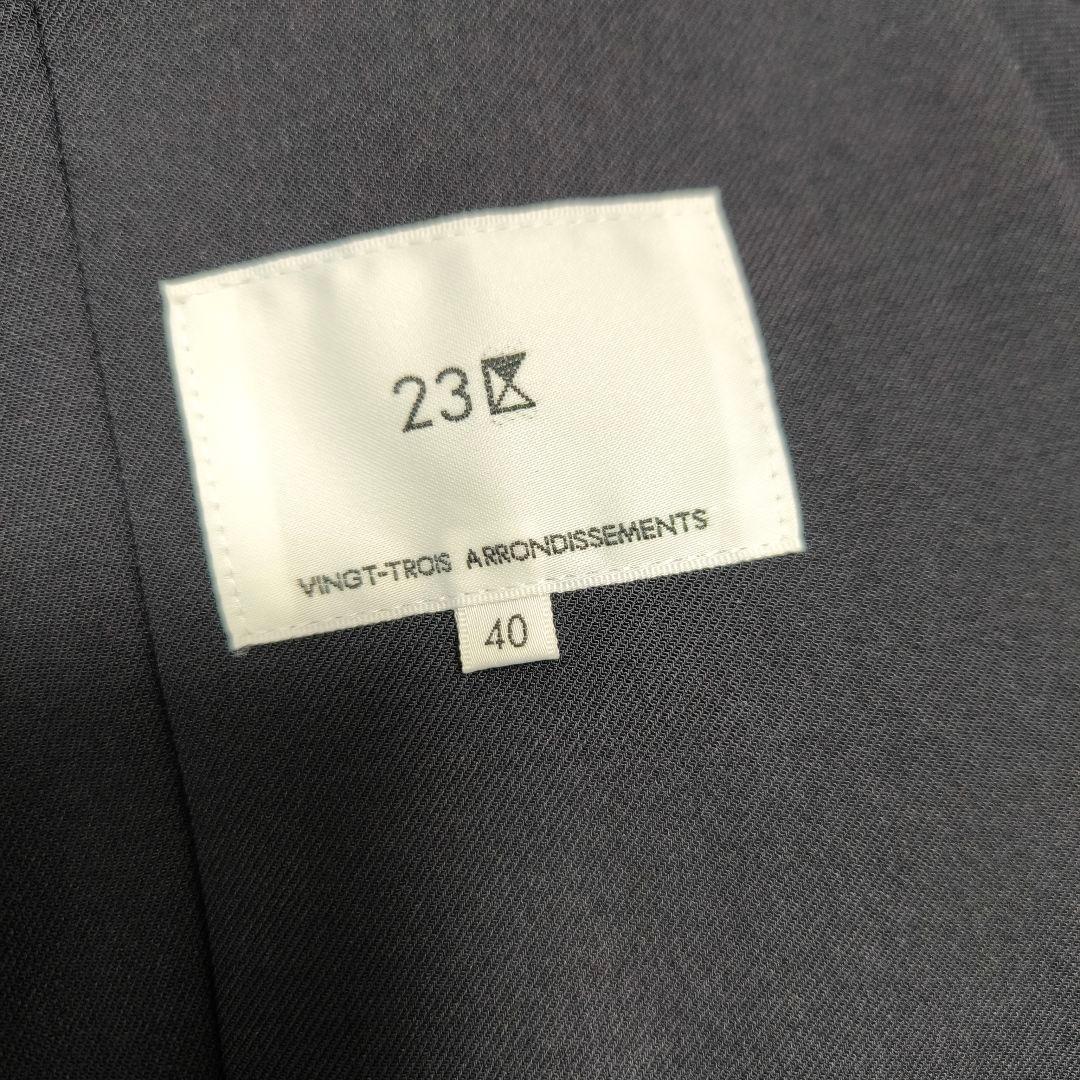 23区
VINGT-TROIS ARRONDISSEMENTS
40